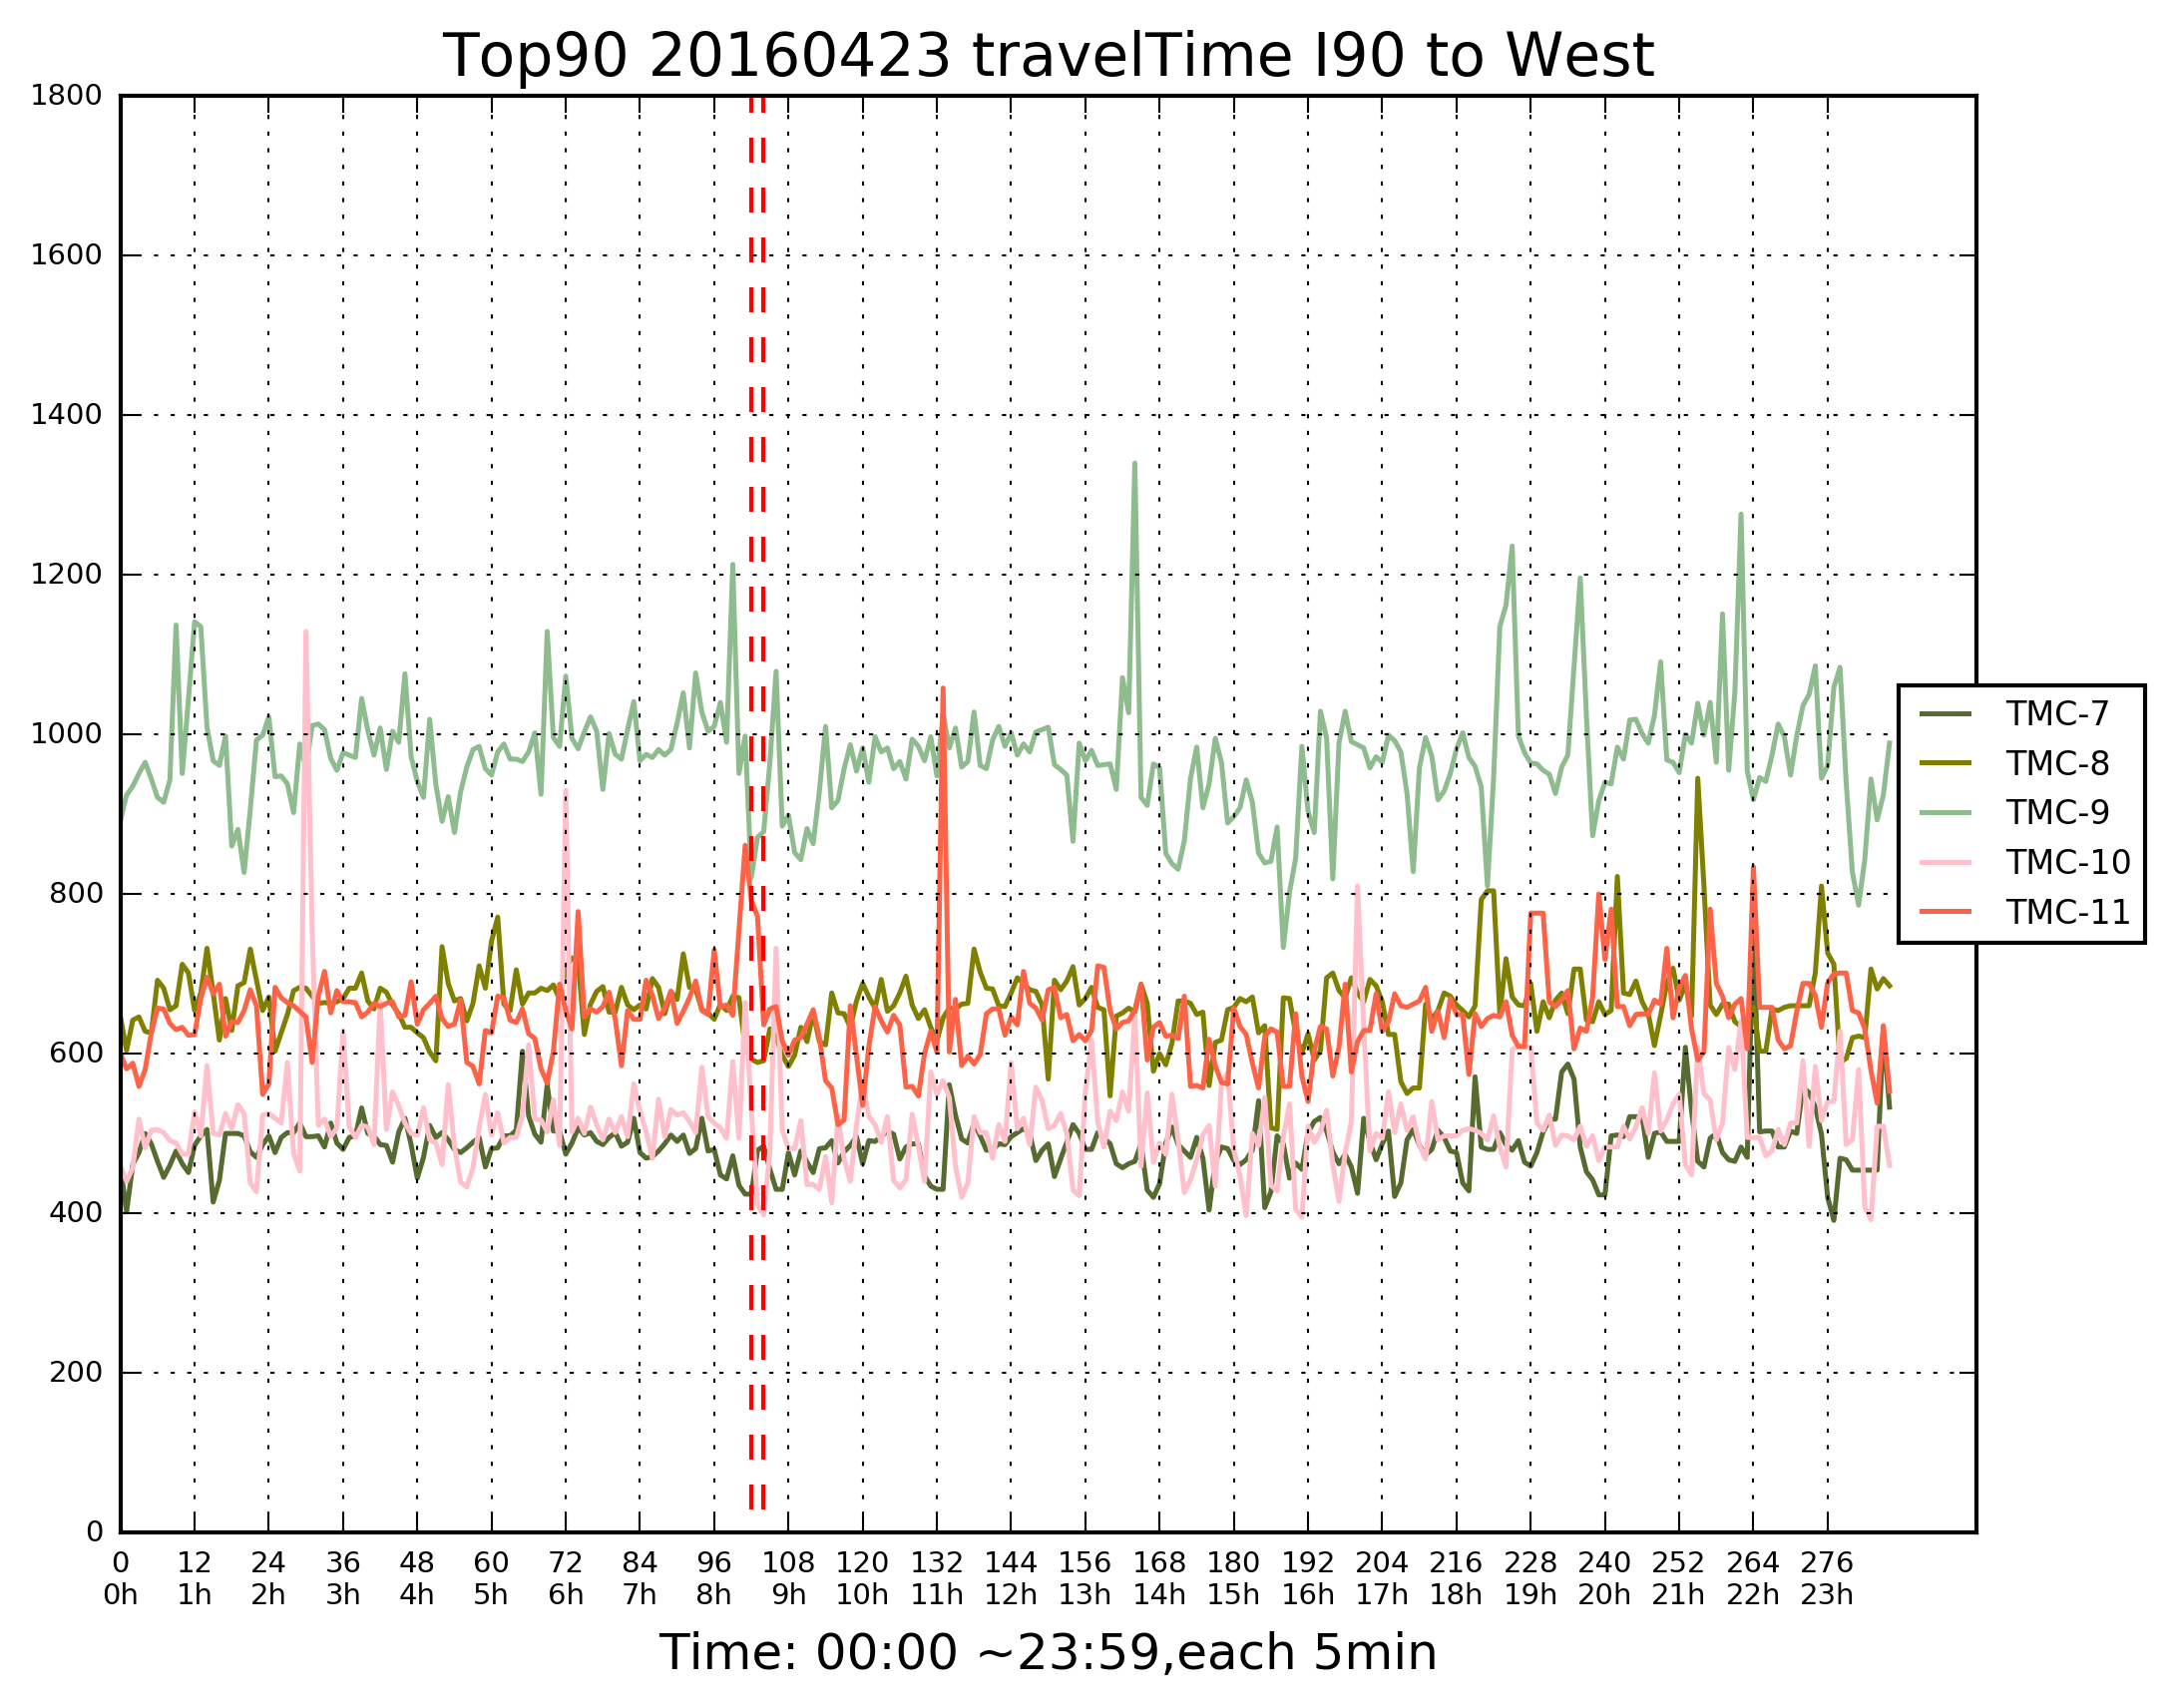 Top90 20160423 travelTime I90 to West
1800
1600
1400
1200
1000
800
600
400
200
0
TMC-7
TMC-8
TMC-9
TMC-10
TMC-11
0 12 24 36 48 60 72 84 96 108 120 132 144 156 168 180 192 204 216 228 240 252 264 276
0h 1h 2h 3h 4h 5h 6h 7h 8h 9h 10h 11h 12h 13h 14h 15h 16h 17h 18h 19h 20h 21h 22h 23h
Time: 00:00 ~23:59,each 5min